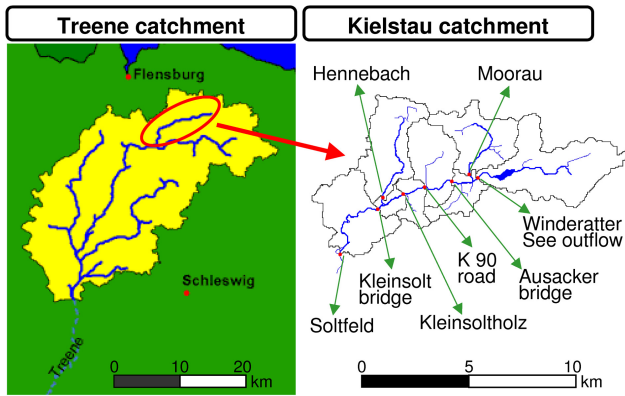 Treene catchment
Kielstau catchment
Flensburg
Schleswig
Treene
0 10 20
km
Hennebach
Moorau
Winderatter
See outflow
K 90
road
Ausacker
bridge
Kleinsolt
bridge
Kleinsoltholz
Soltfeld
0 5 10
km